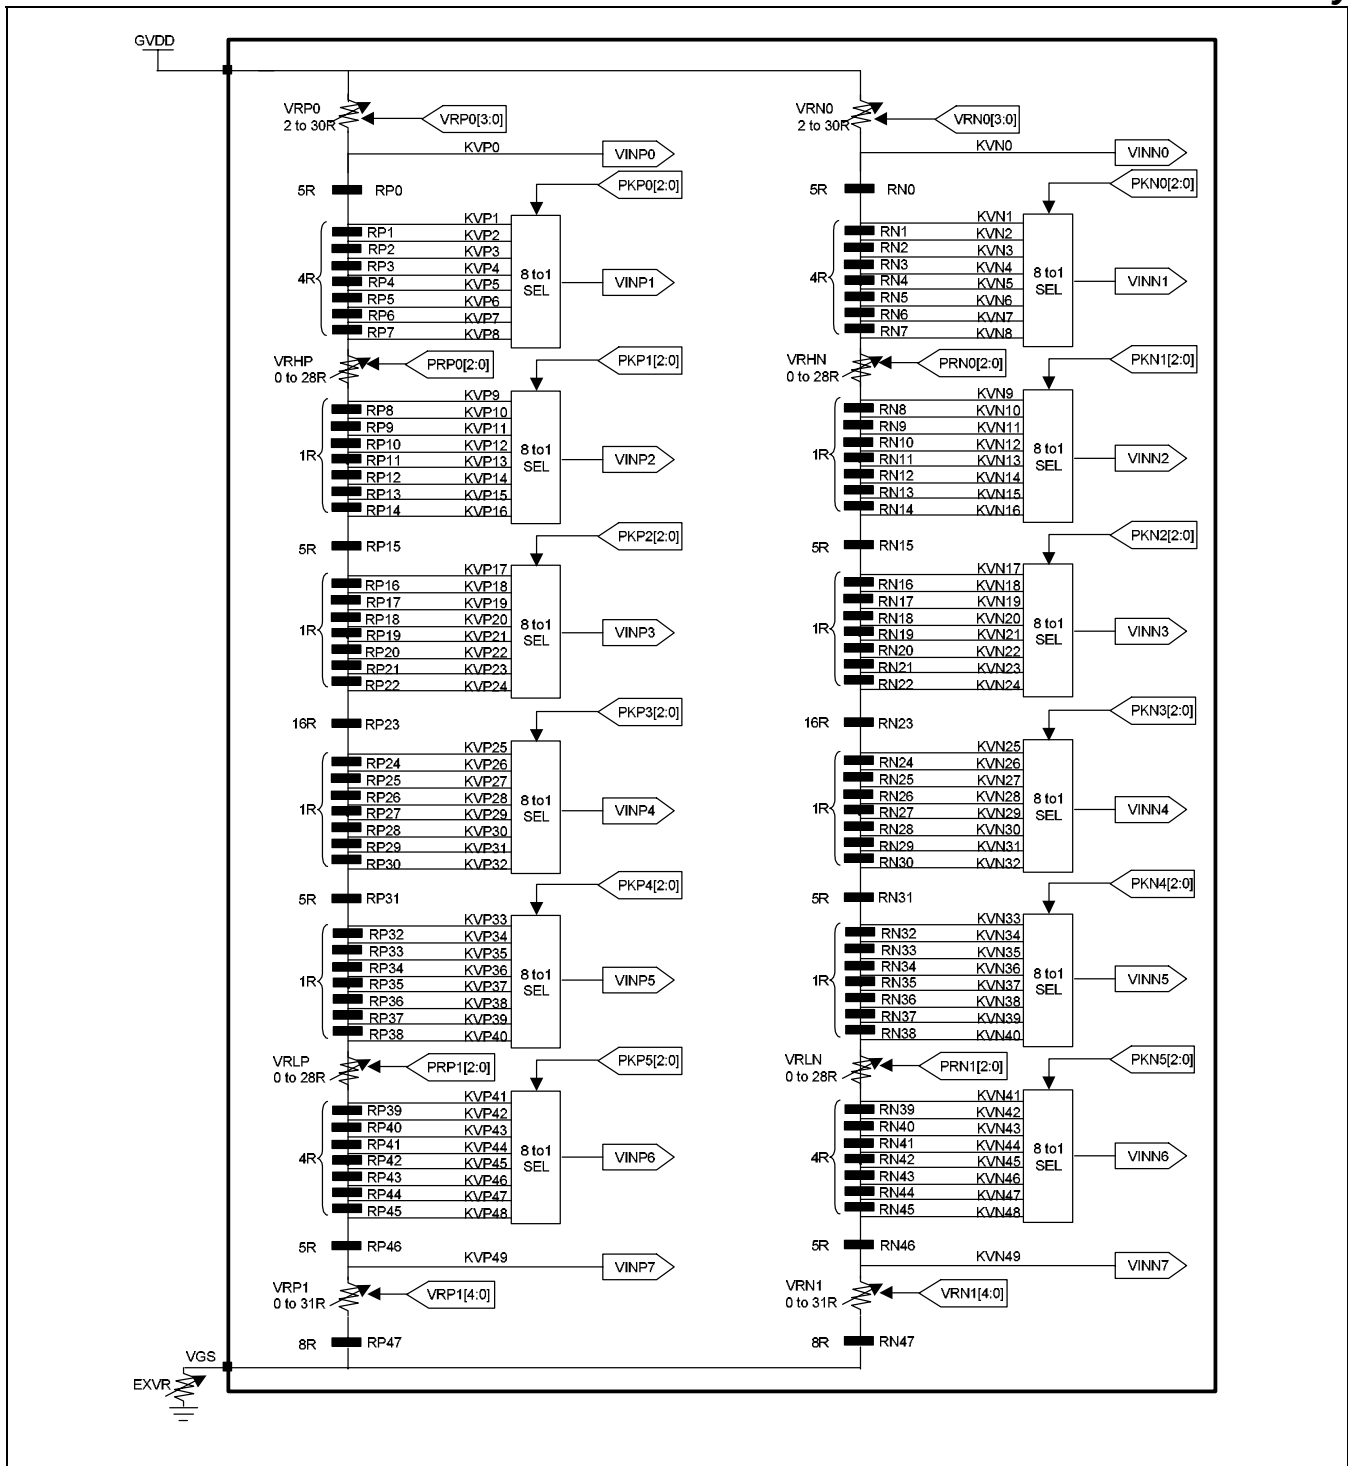 GVDD
VRP0
2 to 30R
VRP0[3:0]
KVP0
VINP0
5R
RP0
PKP0[2:0]
KVP1
RP1
KVP2
RP2
KVP3
RP3
KVP4
4R
RP4
KVP5
RP5
KVP6
RP6
KVP7
RP7
KVP8
8 to1
SEL
VINP1
VRHP
0 to 28R
PRP0[2:0]
PKP1[2:0]
KVP9
RP8
KVP10
RP9
KVP11
RP10
KVP12
1R
RP11
KVP13
RP12
KVP14
RP13
KVP15
RP14
KVP16
8 to1
SEL
VINP2
5R
RP15
PKP2[2:0]
KVP17
RP16
KVP18
RP17
KVP19
RP18
KVP20
1R
RP19
KVP21
RP20
KVP22
RP21
KVP23
RP22
KVP24
8 to1
SEL
VINP3
16R
RP23
PKP3[2:0]
KVP25
RP24
KVP26
RP25
KVP27
RP26
KVP28
1R
RP27
KVP29
RP28
KVP30
RP29
KVP31
RP30
KVP32
8 to1
SEL
VINP4
5R
RP31
PKP4[2:0]
KVP33
RP32
KVP34
RP33
KVP35
RP34
KVP36
1R
RP35
KVP37
RP36
KVP38
RP37
KVP39
RP38
KVP40
8 to1
SEL
VINP5
VRLP
0 to 28R
PRP1[2:0]
PKP5[2:0]
KVP41
RP39
KVP42
RP40
KVP43
RP41
KVP44
4R
RP42
KVP45
RP43
KVP46
RP44
KVP47
RP45
KVP48
8 to1
SEL
VINP6
5R
RP46
KVP49
VINP7
VRP1
0 to 31R
VRP1[4:0]
8R
RP47
VGS
EXVR
VRN0
2 to 30R
VRN0[3:0]
KVN0
VINN0
5R
RN0
PKN0[2:0]
KVN1
RN1
KVN2
RN2
KVN3
RN3
KVN4
4R
RN4
KVN5
RN5
KVN6
RN6
KVN7
RN7
KVN8
8 to1
SEL
VINN1
VRHN
0 to 28R
PRN0[2:0]
PKN1[2:0]
KVN9
RN8
KVN10
RN9
KVN11
RN10
KVN12
1R
RN11
KVN13
RN12
KVN14
RN13
KVN15
RN14
KVN16
8 to1
SEL
VINN2
5R
RN15
PKN2[2:0]
KVN17
RN16
KVN18
RN17
KVN19
RN18
KVN20
1R
RN19
KVN21
RN20
KVN22
RN21
KVN23
RN22
KVN24
8 to1
SEL
VINN3
16R
RN23
PKN3[2:0]
KVN25
RN24
KVN26
RN25
KVN27
RN26
KVN28
1R
RN27
KVN29
RN28
KVN30
RN29
KVN31
RN30
KVN32
8 to1
SEL
VINN4
5R
RN31
PKN4[2:0]
KVN33
RN32
KVN34
RN33
KVN35
RN34
KVN36
1R
RN35
KVN37
RN36
KVN38
RN37
KVN39
RN38
KVN40
8 to1
SEL
VINN5
VRLN
0 to 28R
PRN1[2:0]
PKN5[2:0]
KVN41
RN39
KVN42
RN40
KVN43
RN41
KVN44
4R
RN42
KVN45
RN43
KVN46
RN44
KVN47
RN45
KVN48
8 to1
SEL
VINN6
5R
RN46
KVN49
VINN7
VRN1
0 to 31R
VRN1[4:0]
8R
RN47